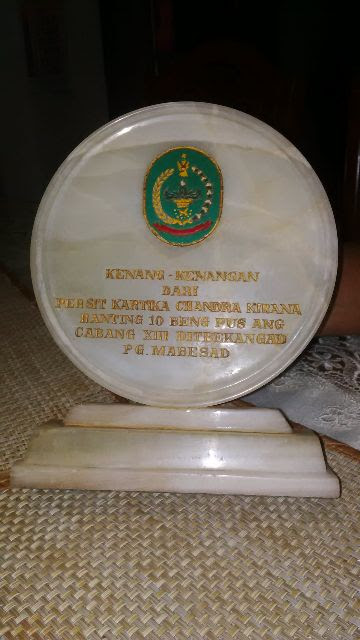 KENANG-KENANGAN
DARI
PERSIT KARTIKA CHANDRA KIRANA
RANTING 10 BENG PUS ANG
CABANG XIII DITBEKANGAD
PG. MABESAD